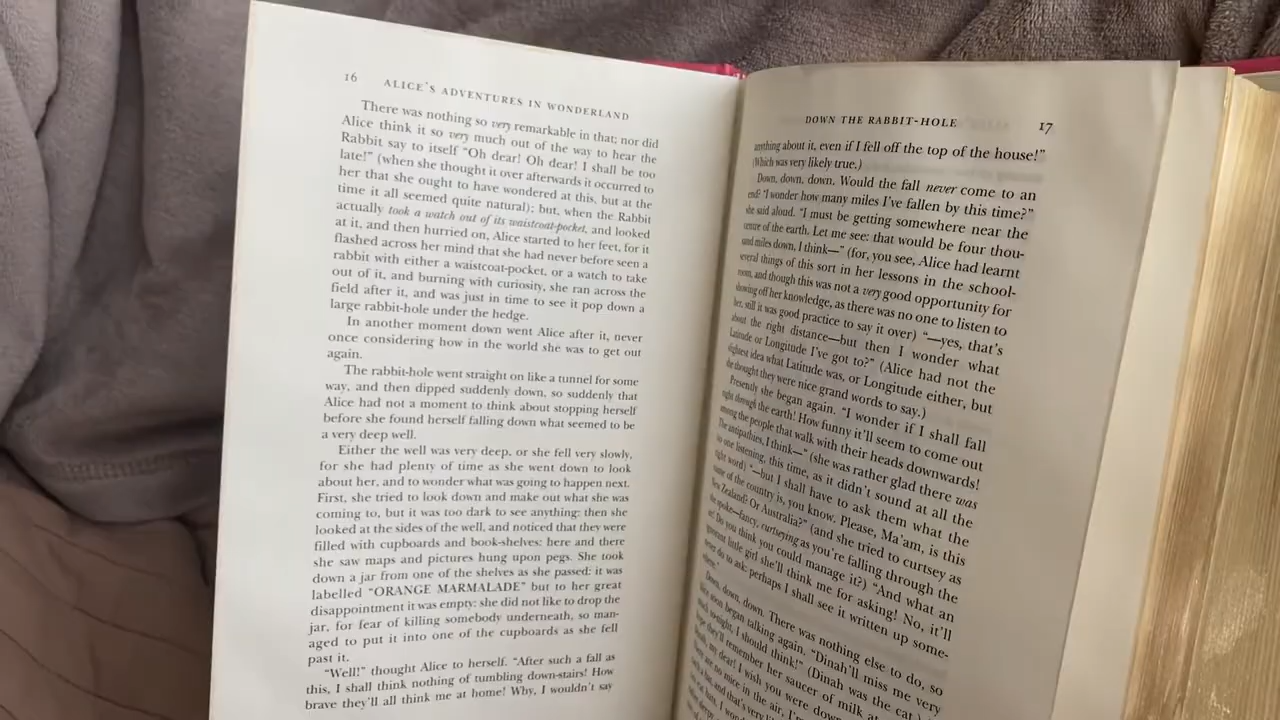 16 ALICE'S ADVENTURES IN WONDERLAND
There was nothing so very remarkable in that; nor did
Alice think it so very much out of the way to hear the
Rabbit say to itself "Oh dear! Oh dear! I shall be too
late!" (when she thought it over afterwards it occurred to
her that she ought to have wondered at this, but at the
time it all seemed quite natural); but, when the Rabbit
actually took a watch out of its waistcoat-pocket, and looked
at it, and then hurried on, Alice started to her feet, for it
flashed across her mind that she had never before seen a
rabbit with either a waistcoat-pocket, or a watch to take
out of it, and burning with curiosity, she ran across the
field after it, and was just in time to see it pop down a
large rabbit-hole under the hedge.
In another moment down went Alice after it, never
once considering how in the world she was to get out
again.
The rabbit-hole went straight on like a tunnel for some
way, and then dipped suddenly down, so suddenly that
Alice had not a moment to think about stopping herself
before she found herself falling down what seemed to be
a very deep well.
Either the well was very deep, or she fell very slowly,
for she had plenty of time as she went down to look
about her, and to wonder what was going to happen next.
First, she tried to look down and make out what she was
coming to, but it was too dark to see anything: then she
looked at the sides of the well, and noticed that they were
filled with cupboards and book-shelves: here and there
she saw maps and pictures hung upon pegs. She took
down a jar from one of the shelves as she passed: it was
labelled "ORANGE MARMALADE" but to her great
disappointment it was empty: she did not like to drop the
jar, for fear of killing somebody underneath, so man-
aged to put it into one of the cupboards as she fell
past it.
"Well!" thought Alice to herself. "After such a fall as
this, I shall think nothing of tumbling down-stairs! How
brave they'll all think me at home! Why, I wouldn't say
DOWN THE RABBIT-HOLE 17
anything about it, even if I fell off the top of the house!"
(Which was very likely true.)
Down, down, down. Would the fall never come to an
end? "I wonder how many miles I've fallen by this time?"
she said aloud. "I must be getting somewhere near the
centre of the earth. Let me see: that would be four thou-
sand miles down, I think—" (for, you see, Alice had learnt
several things of this sort in her lessons in the school-
room, and though this was not a very good opportunity for
showing off her knowledge, as there was no one to listen to
her, still it was good practice to say it over) "—yes, that's
about the right distance—but then I wonder what
Latitude or Longitude I've got to?" (Alice had not the
slightest idea what Latitude was, or Longitude either, but
she thought they were nice grand words to say.)
Presently she began again. "I wonder if I shall fall
right through the earth! How funny it'll seem to come out
among the people that walk with their heads downwards!
The antipathies, I think—" (she was rather glad there was
no one listening, this time, as it didn't sound at all the
right word) "—but I shall have to ask them what the
name of the country is, you know. Please, Ma'am, is this
New Zealand? Or Australia?" (and she tried to curtsey as
she spoke—fancy, curtseying as you're falling through the
air! Do you think you could manage it?) "And what an
ignorant little girl she'll think me for asking! No, it'll
never do to ask: perhaps I shall see it written up some-
where."
Down, down, down. There was nothing else to do, so
Alice soon began talking again. "Dinah'll miss me very
much to-night, I should think!" (Dinah was the cat.)
hope they'll remember her saucer of milk at
my dear! I wish you were down
are no mice in the air, I'm
a bat, and that's very